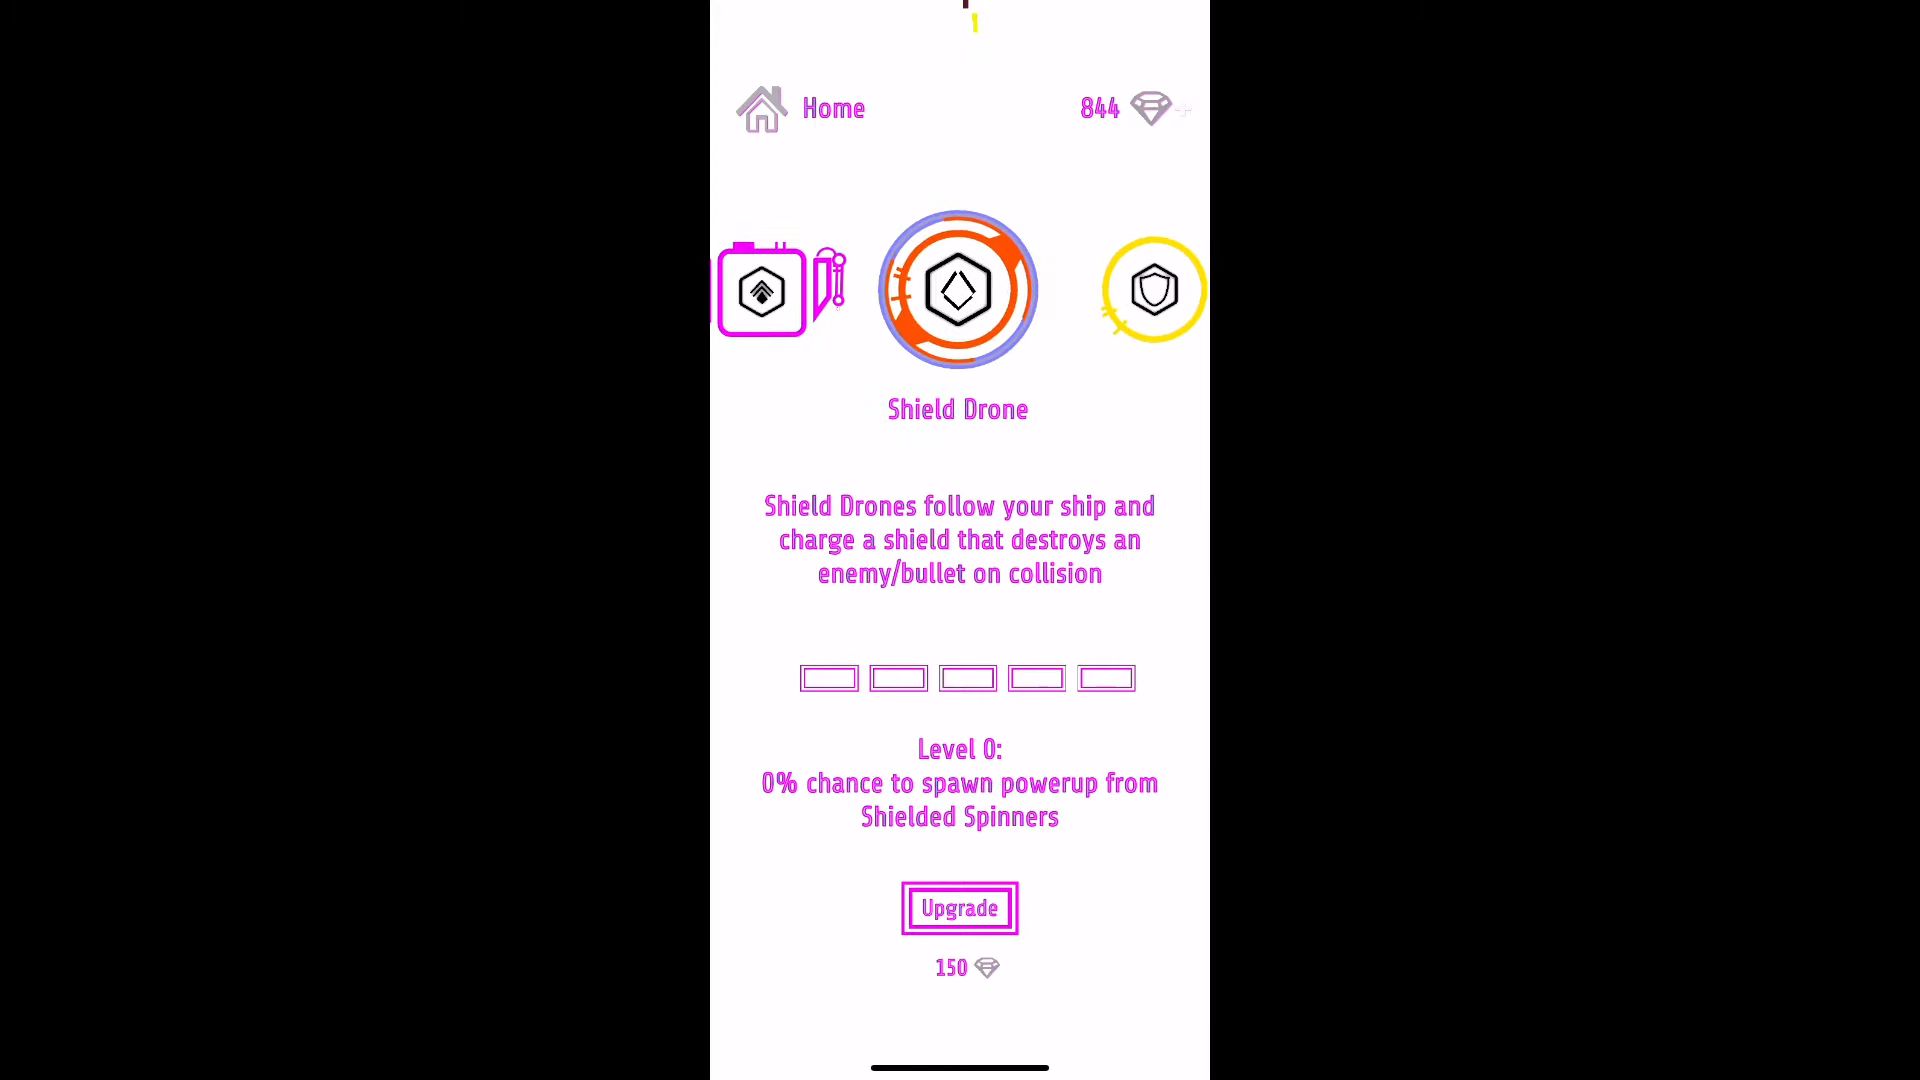 Home
844
Shield Drone
Shield Drones follow your ship and
charge a shield that destroys an
enemy/bullet on collision
Level 0:
0% chance to spawn powerup from
Shielded Spinners
Upgrade
150